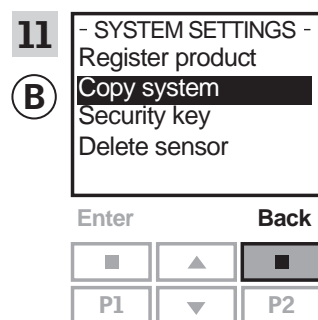 11
B
- SYSTEM SETTINGS -
Register product
Copy system
Security key
Delete sensor
Enter Back
P1 P2